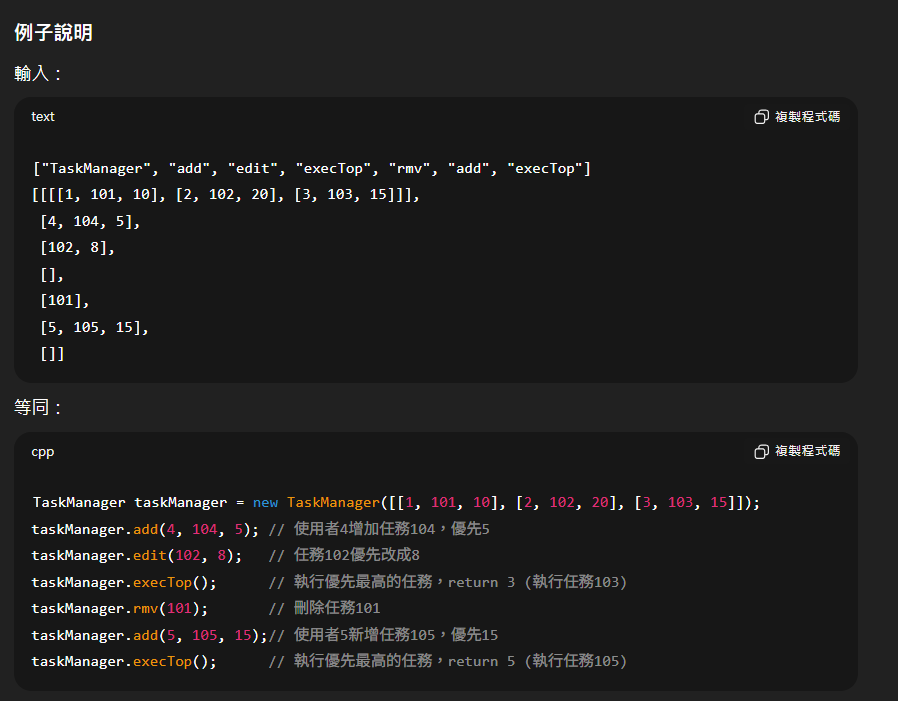 例子說明
輸入：
text
複製程式碼
["TaskManager", "add", "edit", "execTop", "rmv", "add", "execTop"]
[[[[1, 101, 10], [2, 102, 20], [3, 103, 15]]],
[4, 104, 5],
[102, 8],
[],
[101],
[5, 105, 15],
[]]
等同：
cpp
複製程式碼
TaskManager taskManager = new TaskManager([[1, 101, 10], [2, 102, 20], [3, 103, 15]]);
taskManager.add(4, 104, 5); // 使用者4增加任務104，優先5
taskManager.edit(102, 8);   // 任務102優先改成8
taskManager.execTop();      // 執行優先最高的任務，return 3 (執行任務103)
taskManager.rmv(101);       // 刪除任務101
taskManager.add(5, 105, 15);// 使用者5新增任務105，優先15
taskManager.execTop();      // 執行優先最高的任務，return 5 (執行任務105)